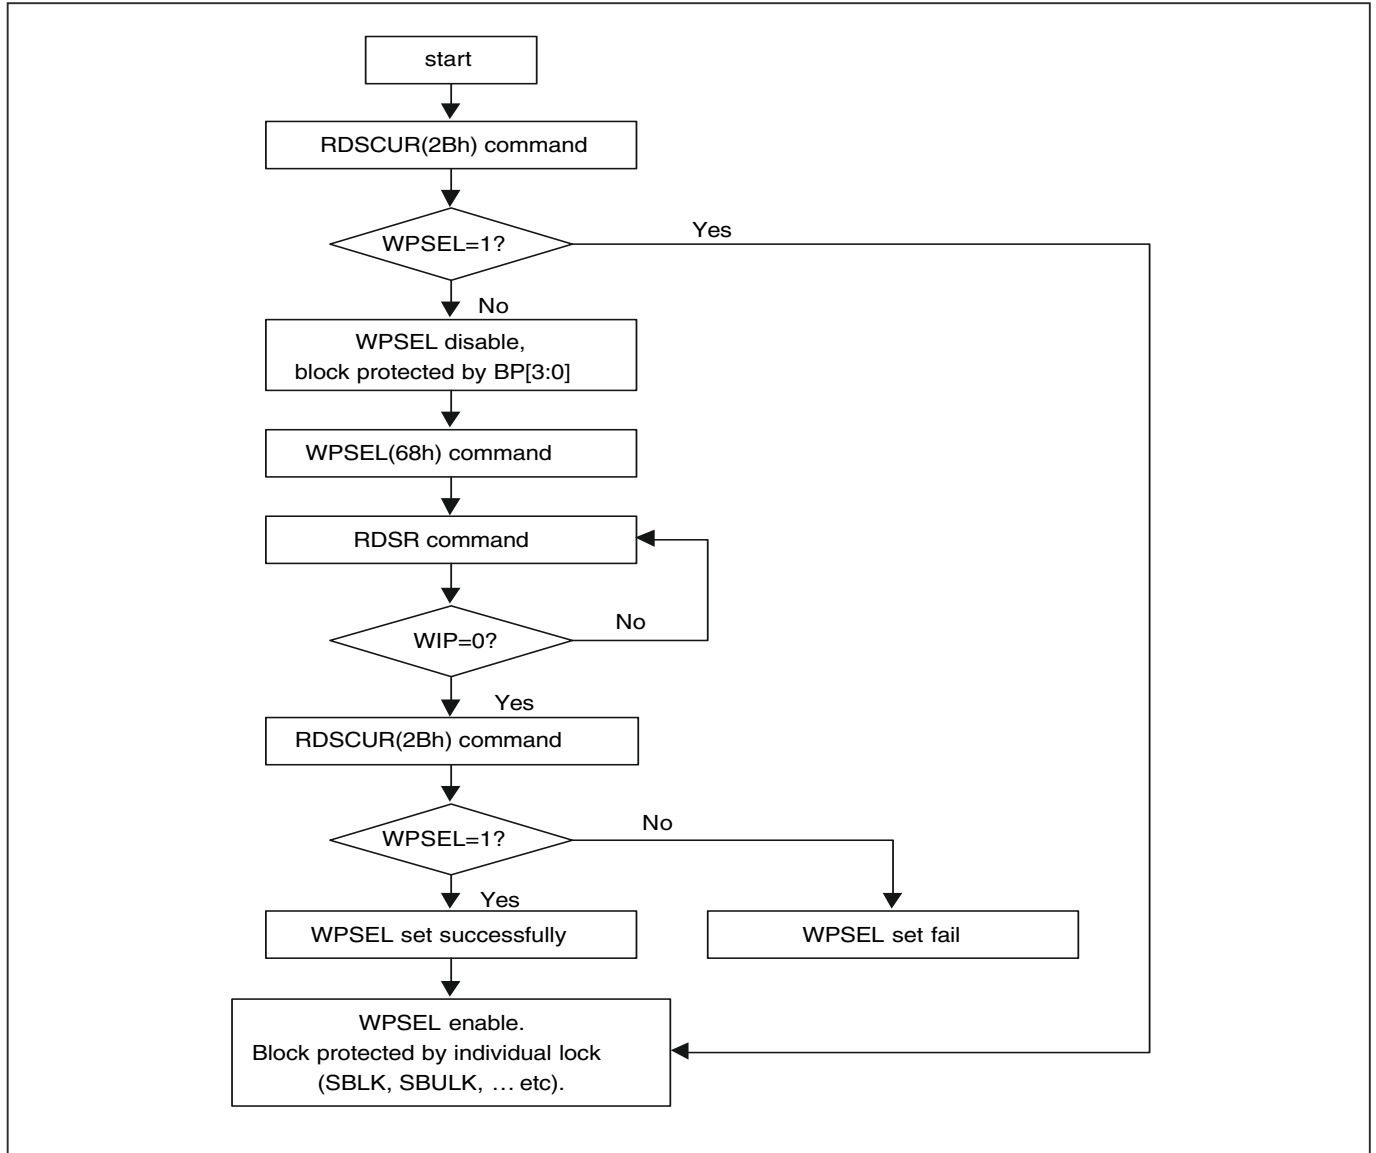 start
RDSCUR(2Bh) command
WPSEL=1?
Yes
No
WPSEL disable,
block protected by BP[3:0]
WPSEL(68h) command
RDSR command
WIP=0?
No
Yes
RDSCUR(2Bh) command
WPSEL=1?
No
Yes
WPSEL set successfully
WPSEL set fail
WPSEL enable.
Block protected by individual lock
(SBLK, SBULK, … etc).